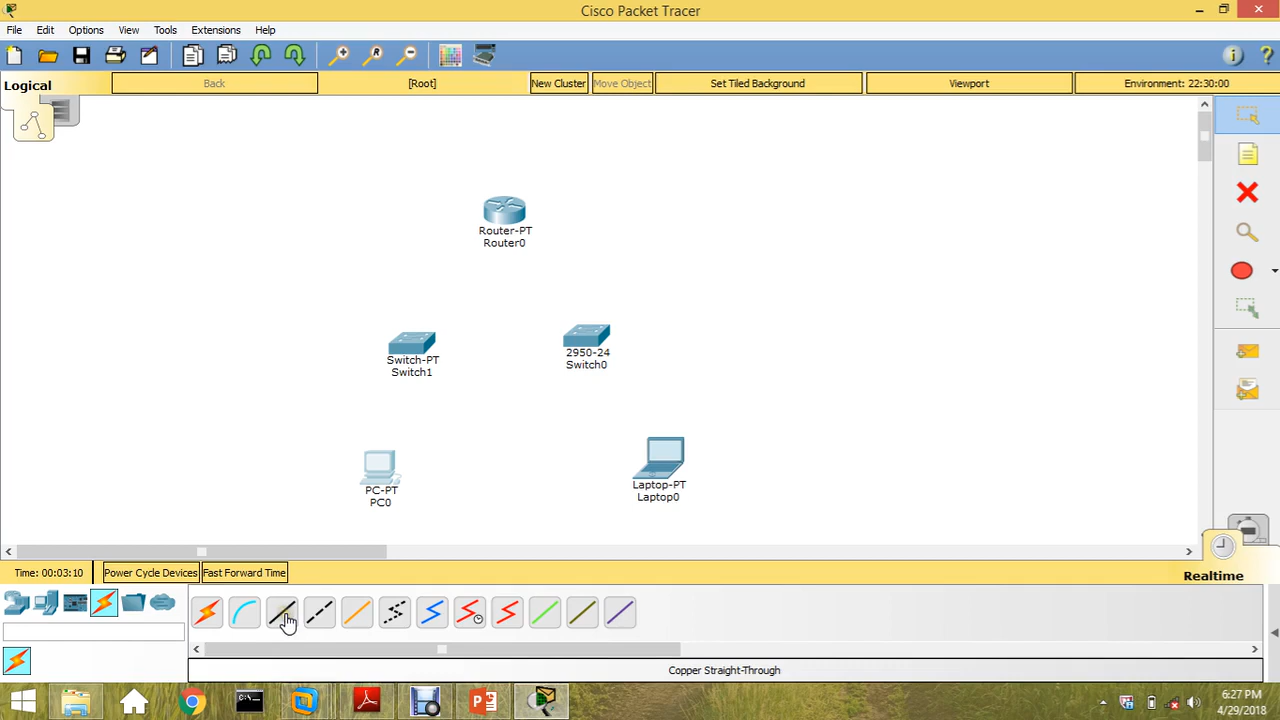 Cisco Packet Tracer
File Edit Options View Tools Extensions Help
Logical
Back
[Root]
New Cluster
Move Object
Set Tiled Background
Viewport
Environment: 22:30:00
Router-PT
Router0
Switch-PT
Switch1
2950-24
Switch0
PC-PT
PC0
Laptop-PT
Laptop0
Time: 00:03:10
Power Cycle Devices
Fast Forward Time
Realtime
Copper Straight-Through
6:27 PM
4/29/2018